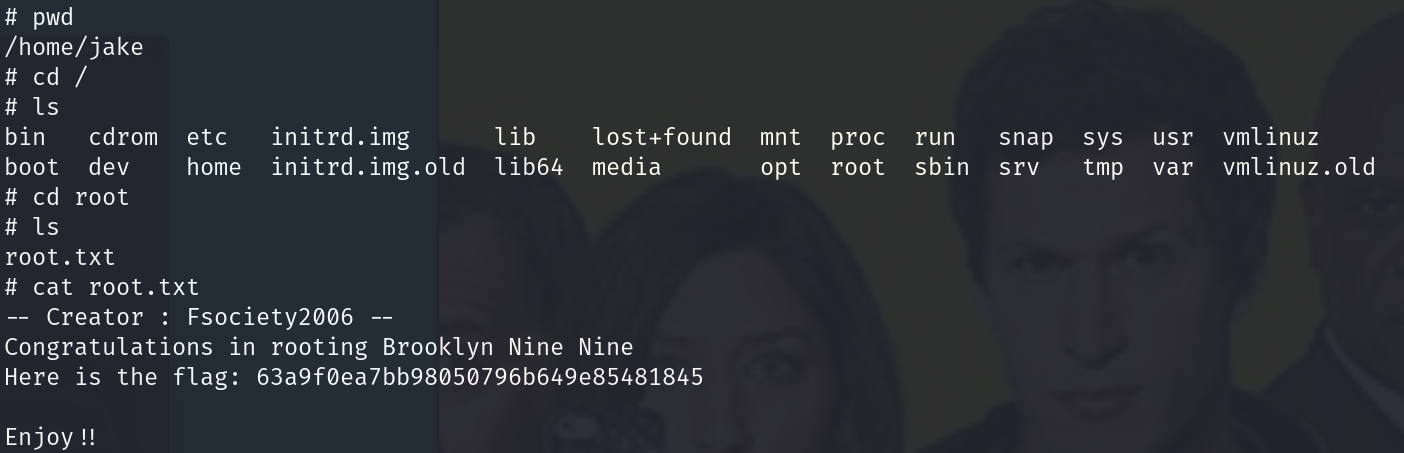 # pwd
/home/jake
# cd /
# ls
bin   cdrom  etc   initrd.img      lib    lost+found  mnt  proc  run   snap  sys  usr  vmlinuz
boot  dev    home  initrd.img.old  lib64  media       opt  root  sbin  srv   tmp  var  vmlinuz.old
# cd root
# ls
root.txt
# cat root.txt
-- Creator : Fsociety2006 --
Congratulations in rooting Brooklyn Nine Nine
Here is the flag: 63a9f0ea7bb98050796b649e85481845
Enjoy!!